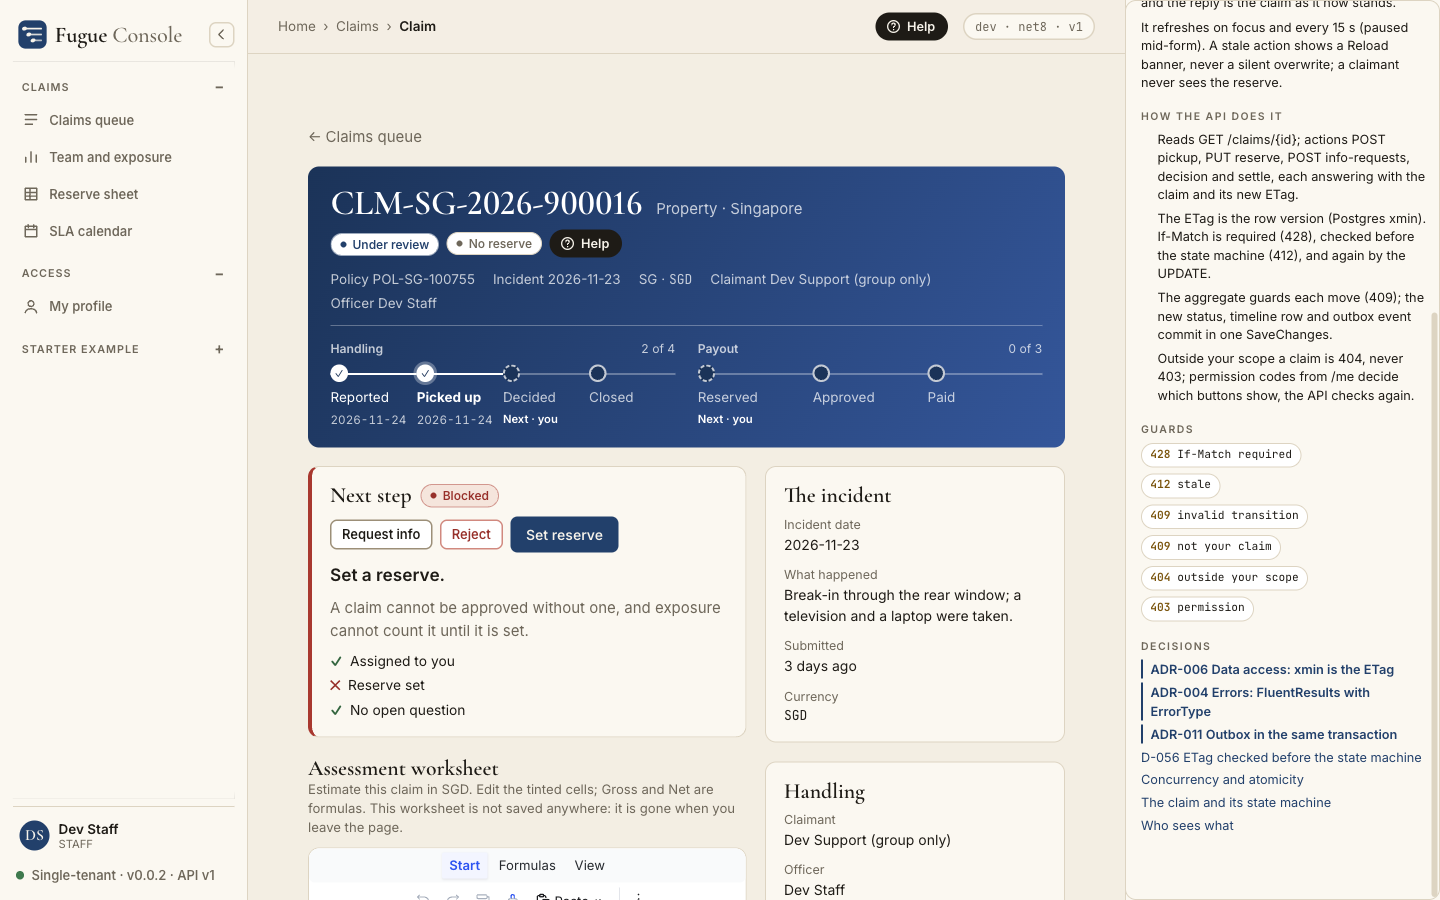 Fugue Console
CLAIMS
Claims queue
Team and exposure
Reserve sheet
SLA calendar
ACCESS
My profile
STARTER EXAMPLE
DS
Dev Staff
STAFF
Single-tenant · v0.0.2 · API v1
Home › Claims › Claim
Help
dev · net8 · v1
← Claims queue
CLM-SG-2026-900016 Property · Singapore
Under review
No reserve
Help
Policy POL-SG-100755 Incident 2026-11-23 SG · SGD Claimant Dev Support (group only)
Officer Dev Staff
Handling 2 of 4
Reported Picked up Decided Closed
2026-11-24 2026-11-24 Next · you
Payout 0 of 3
Reserved Approved Paid
Next · you
Next step Blocked
Request info Reject Set reserve
Set a reserve.
A claim cannot be approved without one, and exposure
cannot count it until it is set.
Assigned to you
Reserve set
No open question
Assessment worksheet
Estimate this claim in SGD. Edit the tinted cells; Gross and Net are
formulas. This worksheet is not saved anywhere: it is gone when you
leave the page.
Start Formulas View
Paste
The incident
Incident date
2026-11-23
What happened
Break-in through the rear window; a
television and a laptop were taken.
Submitted
3 days ago
Currency
SGD
Handling
Claimant
Dev Support (group only)
Officer
Dev Staff
and the reply is the claim as it now stands.
It refreshes on focus and every 15 s (paused
mid-form). A stale action shows a Reload
banner, never a silent overwrite; a claimant
never sees the reserve.
HOW THE API DOES IT
Reads GET /claims/{id}; actions POST
pickup, PUT reserve, POST info-requests,
decision and settle, each answering with the
claim and its new ETag.
The ETag is the row version (Postgres xmin).
If-Match is required (428), checked before
the state machine (412), and again by the
UPDATE.
The aggregate guards each move (409); the
new status, timeline row and outbox event
commit in one SaveChanges.
Outside your scope a claim is 404, never
403; permission codes from /me decide
which buttons show, the API checks again.
GUARDS
428 If-Match required
412 stale
409 invalid transition
409 not your claim
404 outside your scope
403 permission
DECISIONS
ADR-006 Data access: xmin is the ETag
ADR-004 Errors: FluentResults with
ErrorType
ADR-011 Outbox in the same transaction
D-056 ETag checked before the state machine
Concurrency and atomicity
The claim and its state machine
Who sees what